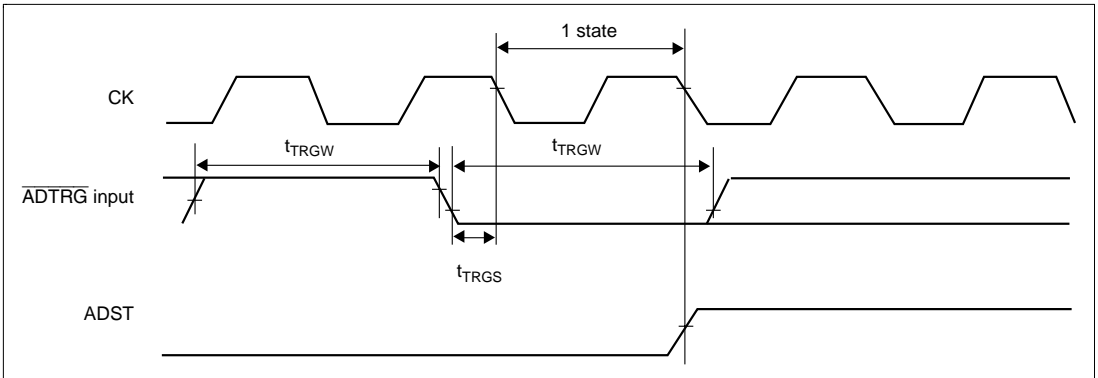 1 state
CK
tTRGW
tTRGW
ADTRG input
tTRGS
ADST